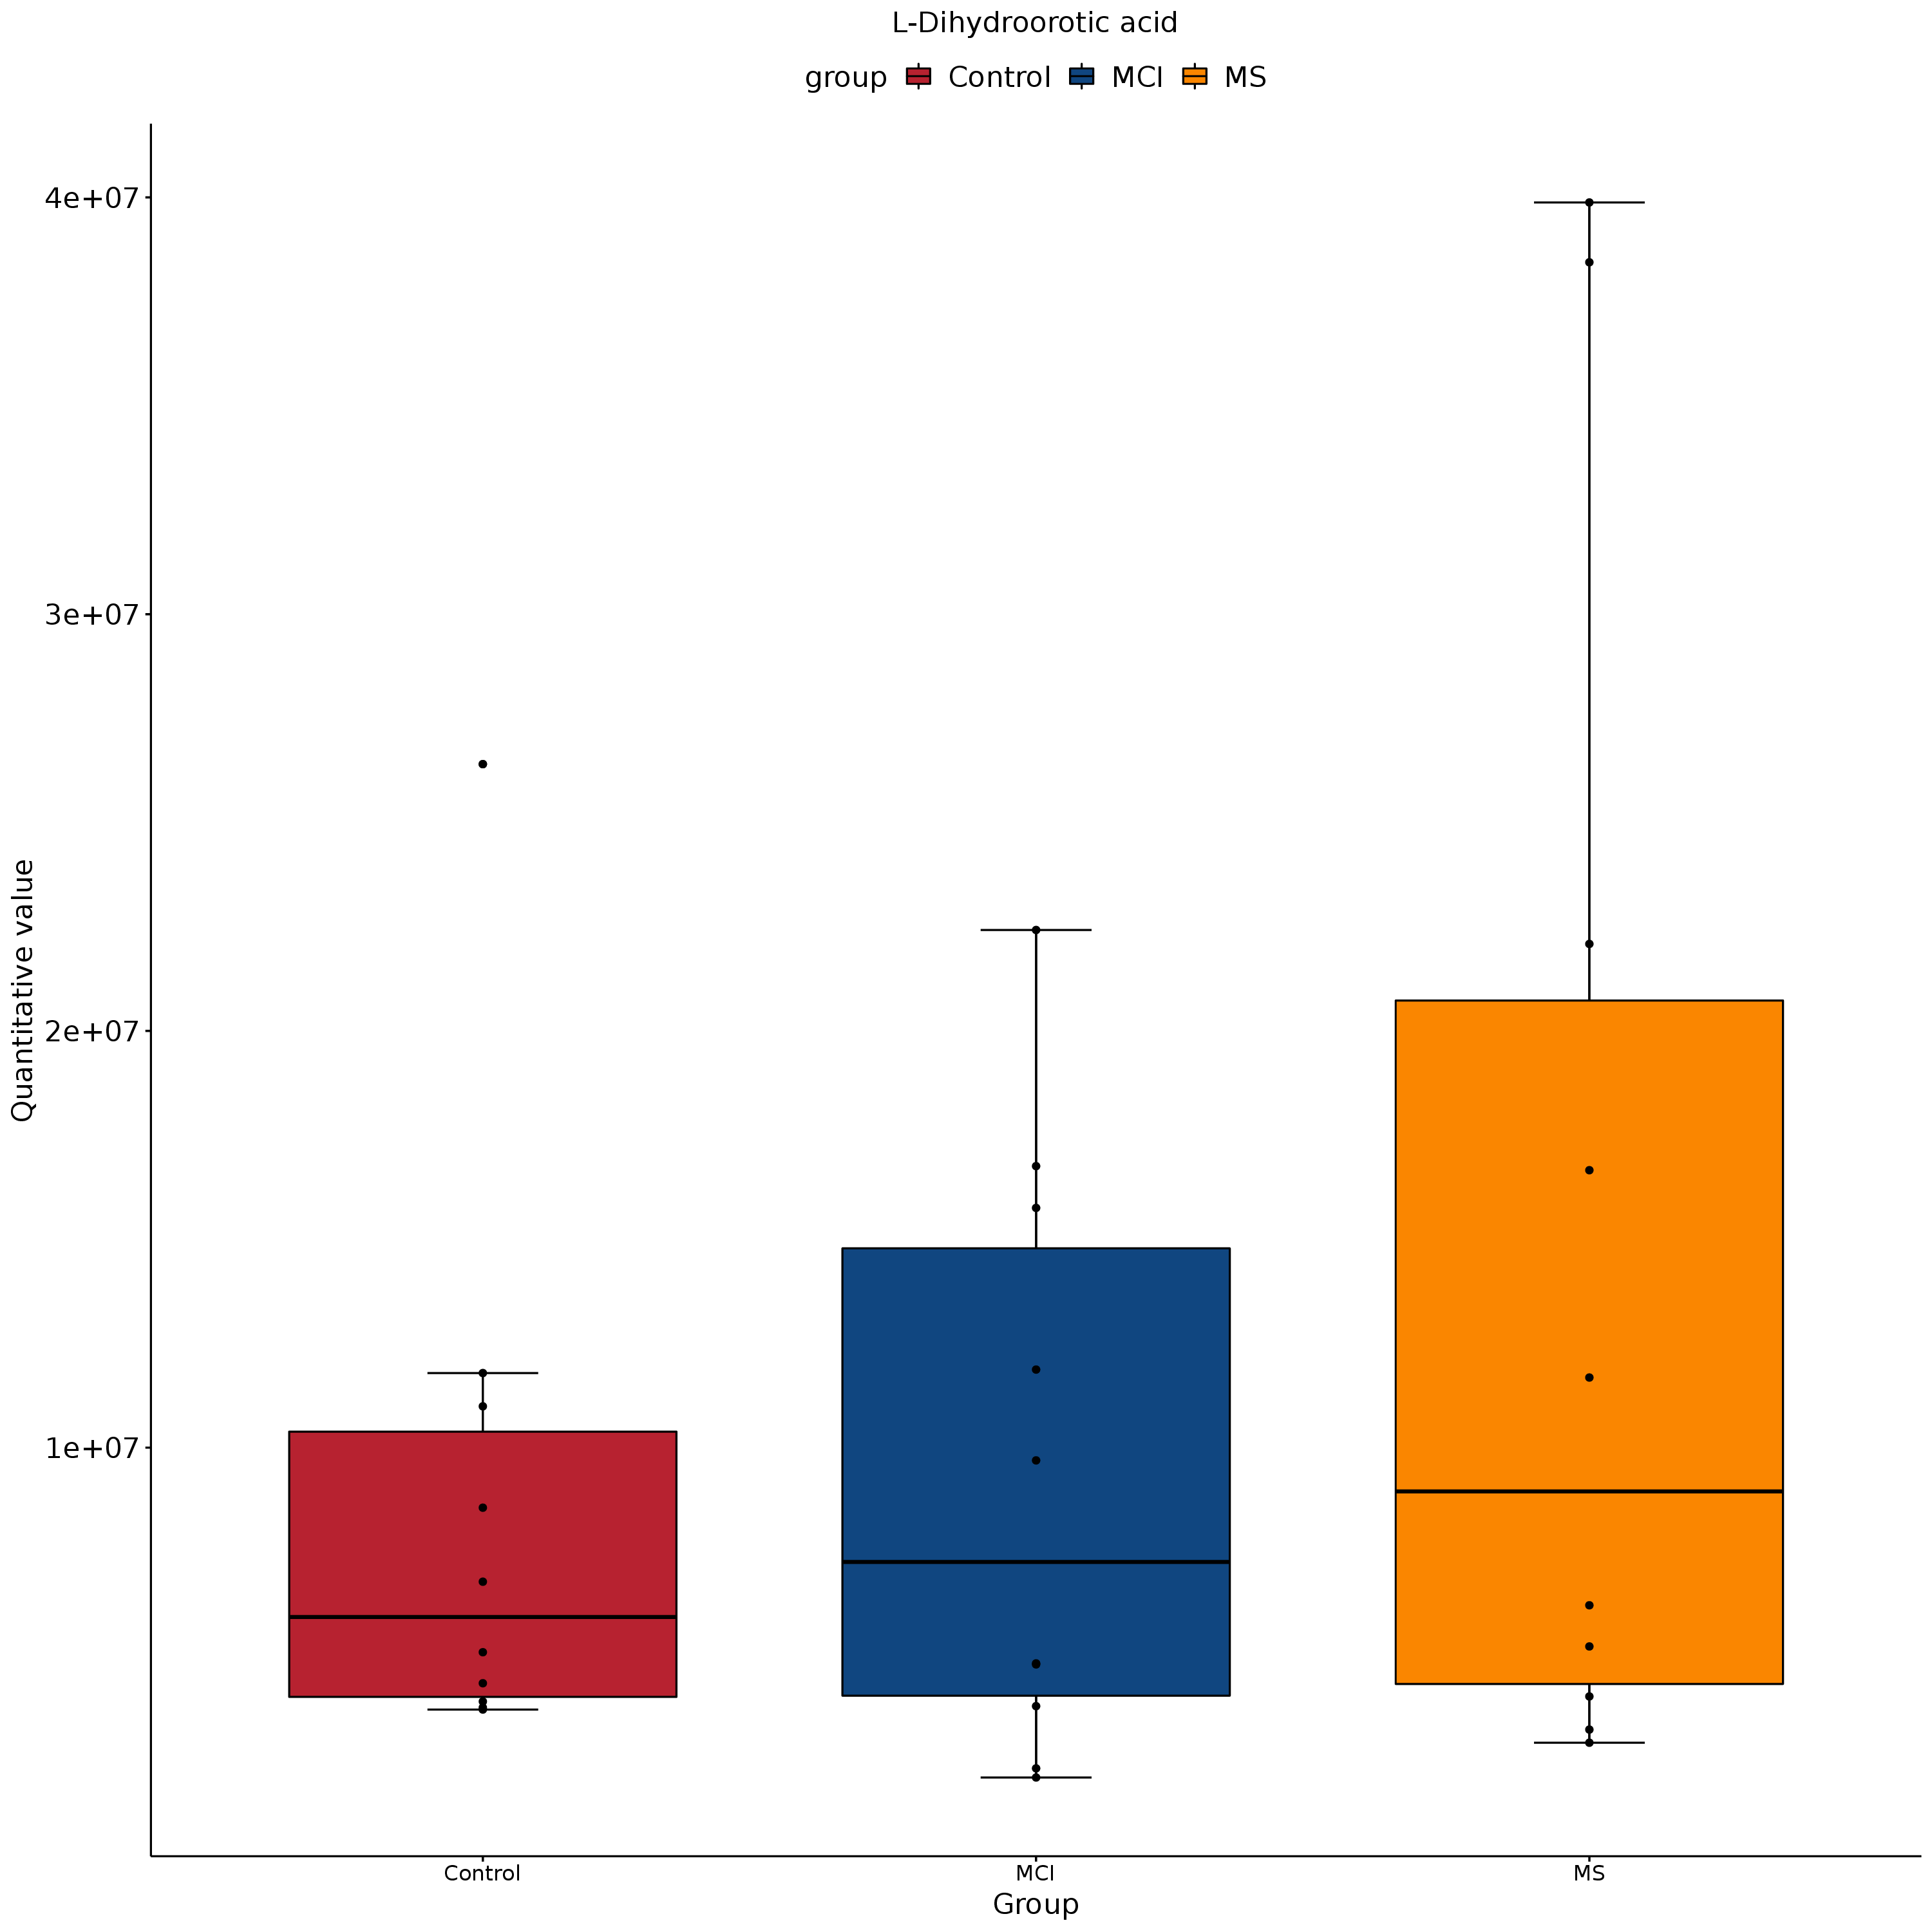 L-Dihydroorotic acid
group Control MCI MS
Quantitative value
4e+07
3e+07
2e+07
1e+07
Control MCI MS
Group